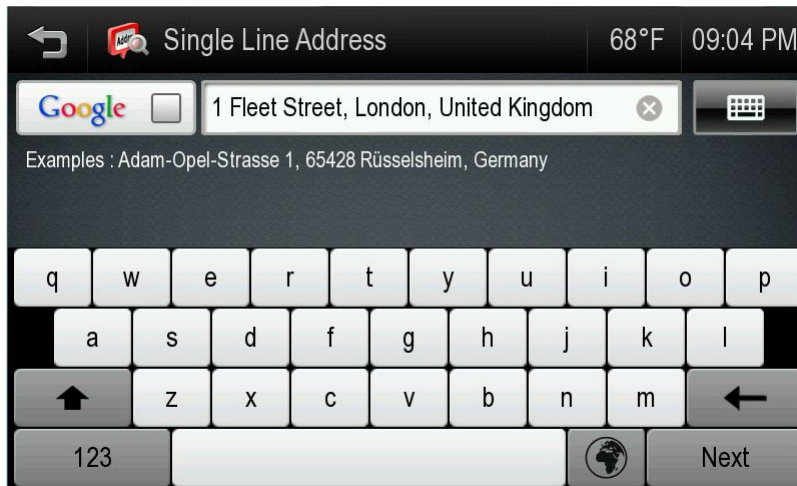 Single Line Address 68°F 09:04 PM
Google 1 Fleet Street, London, United Kingdom
Examples : Adam-Opel-Strasse 1, 65428 Rüsselsheim, Germany
q w e r t y u i o p
a s d f g h j k l
z x c v b n m
123 Next